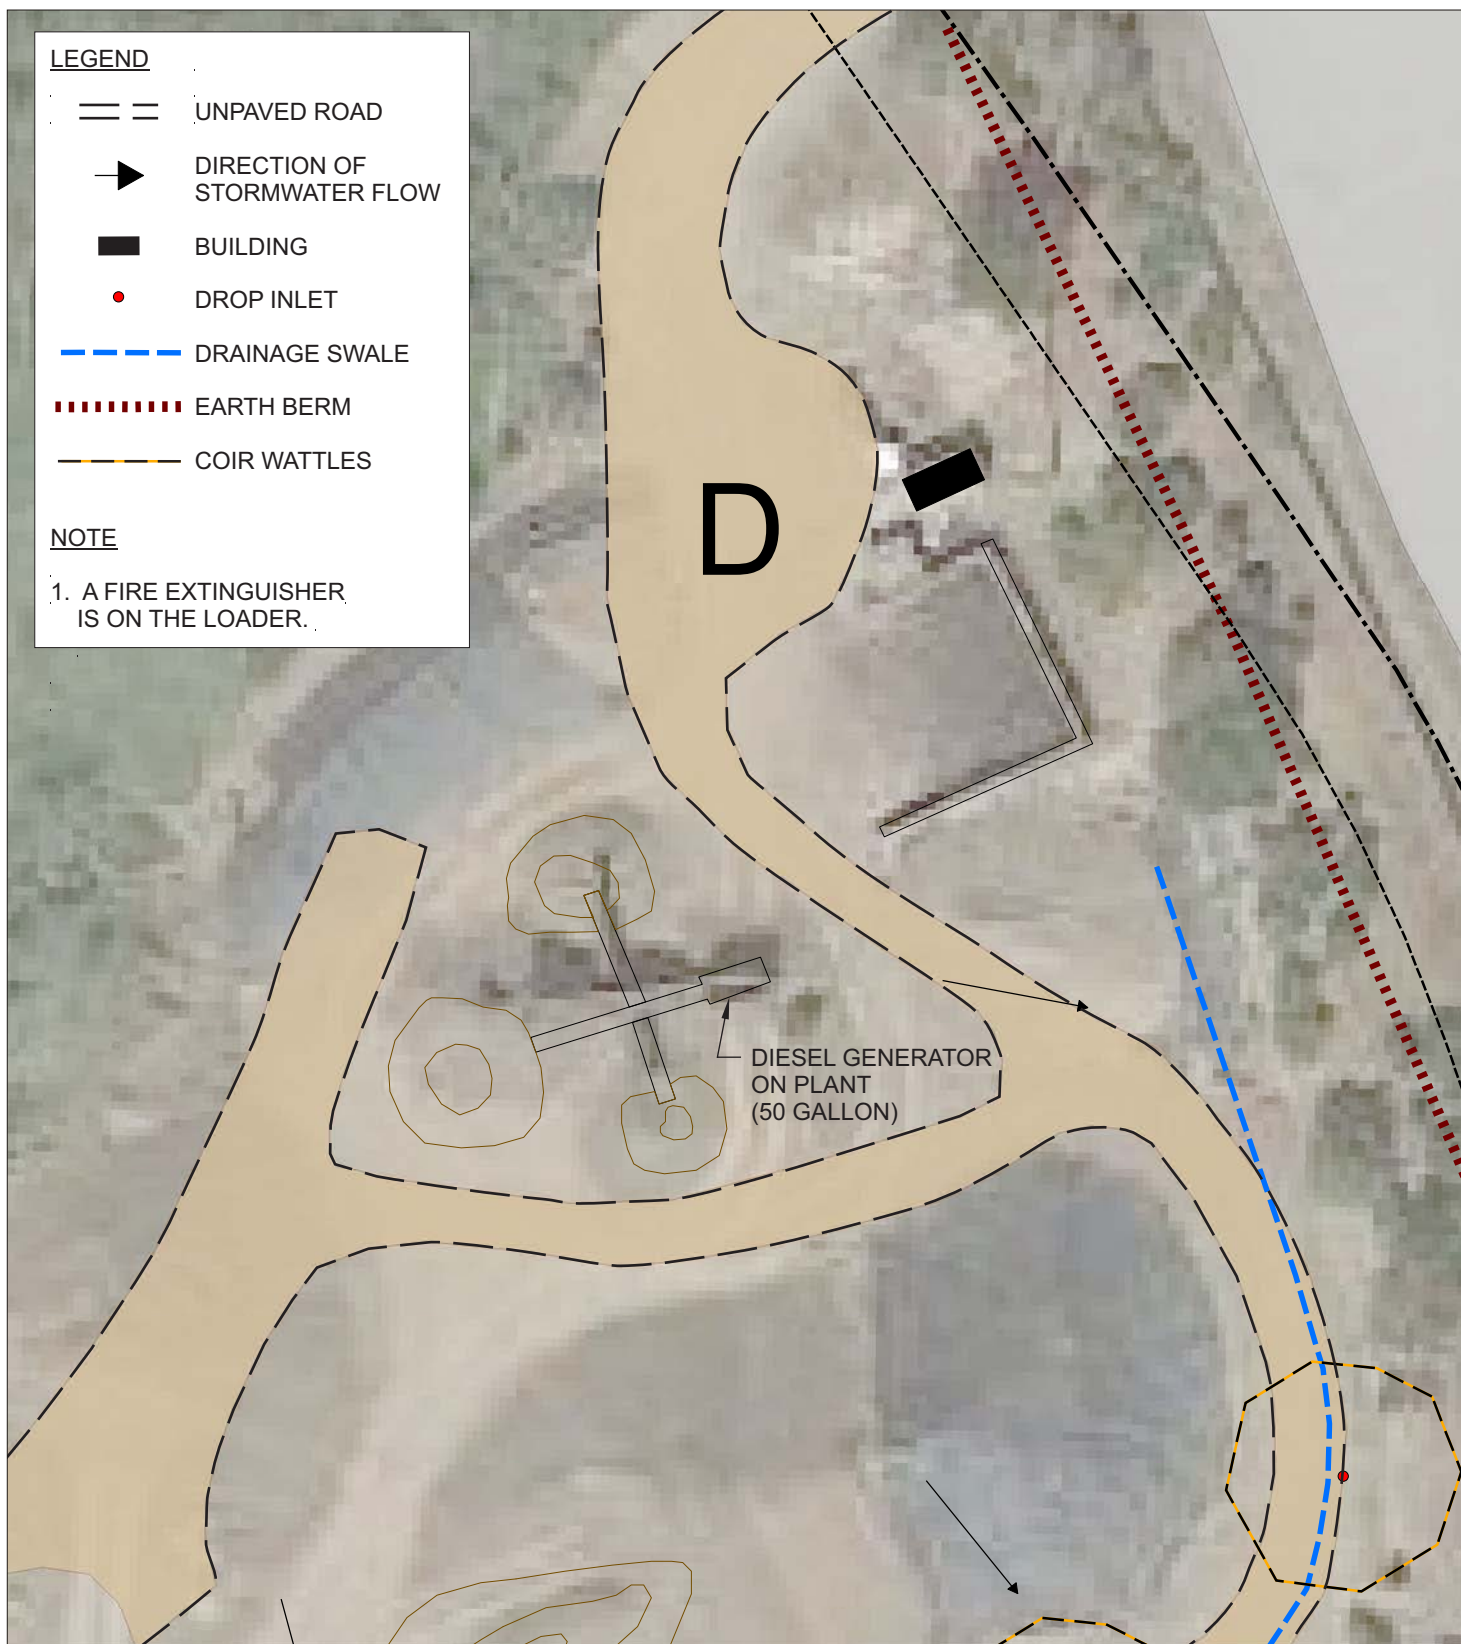 LEGEND
UNPAVED ROAD
DIRECTION OF
STORMWATER FLOW
BUILDING
DROP INLET
DRAINAGE SWALE
EARTH BERM
COIR WATTLES
NOTE
1. A FIRE EXTINGUISHER
IS ON THE LOADER.
D
DIESEL GENERATOR
ON PLANT
(50 GALLON)